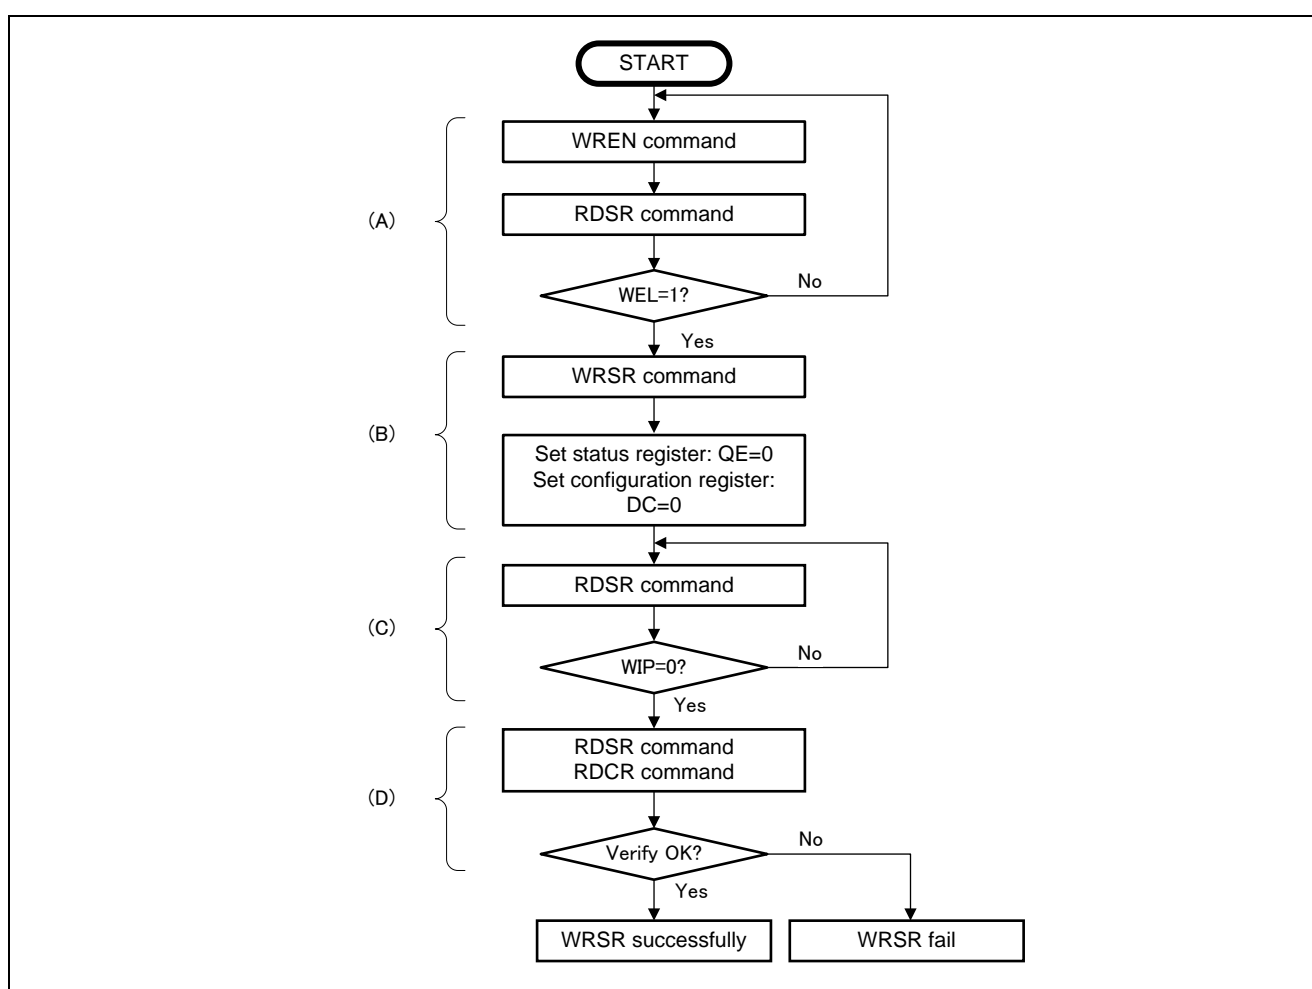 START
WREN command
RDSR command
(A)
WEL=1?
No
Yes
WRSR command
(B)
Set status register: QE=0
Set configuration register:
DC=0
RDSR command
(C)
WIP=0?
No
Yes
RDSR command
RDCR command
(D)
Verify OK?
No
Yes
WRSR successfully
WRSR fail